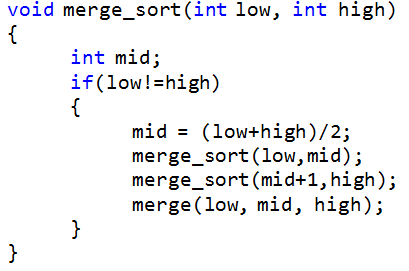 void merge_sort(int low, int high)
{
int mid;
if(low!=high)
{
mid = (low+high)/2;
merge_sort(low,mid);
merge_sort(mid+1,high);
merge(low, mid, high);
}
}